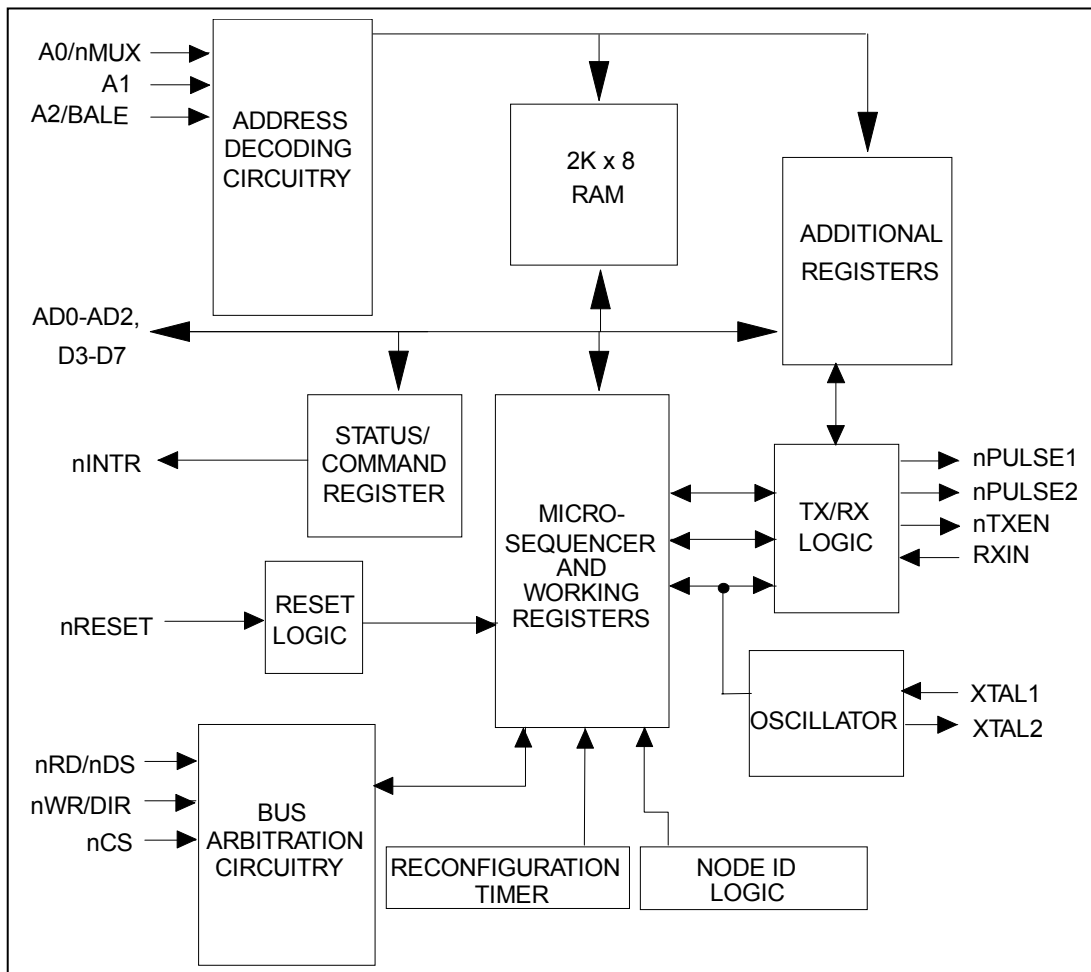 A0/nMUX
A1
A2/BALE
ADDRESS
DECODING
CIRCUITRY
2K x 8
RAM
ADDITIONAL
REGISTERS
AD0-AD2,
D3-D7
nINTR
STATUS/
COMMAND
REGISTER
MICRO-
SEQUENCER
AND
WORKING
REGISTERS
TX/RX
LOGIC
nPULSE1
nPULSE2
nTXEN
RXIN
nRESET
RESET
LOGIC
OSCILLATOR
XTAL1
XTAL2
nRD/nDS
nWR/DIR
nCS
BUS
ARBITRATION
CIRCUITRY
RECONFIGURATION
TIMER
NODE ID
LOGIC